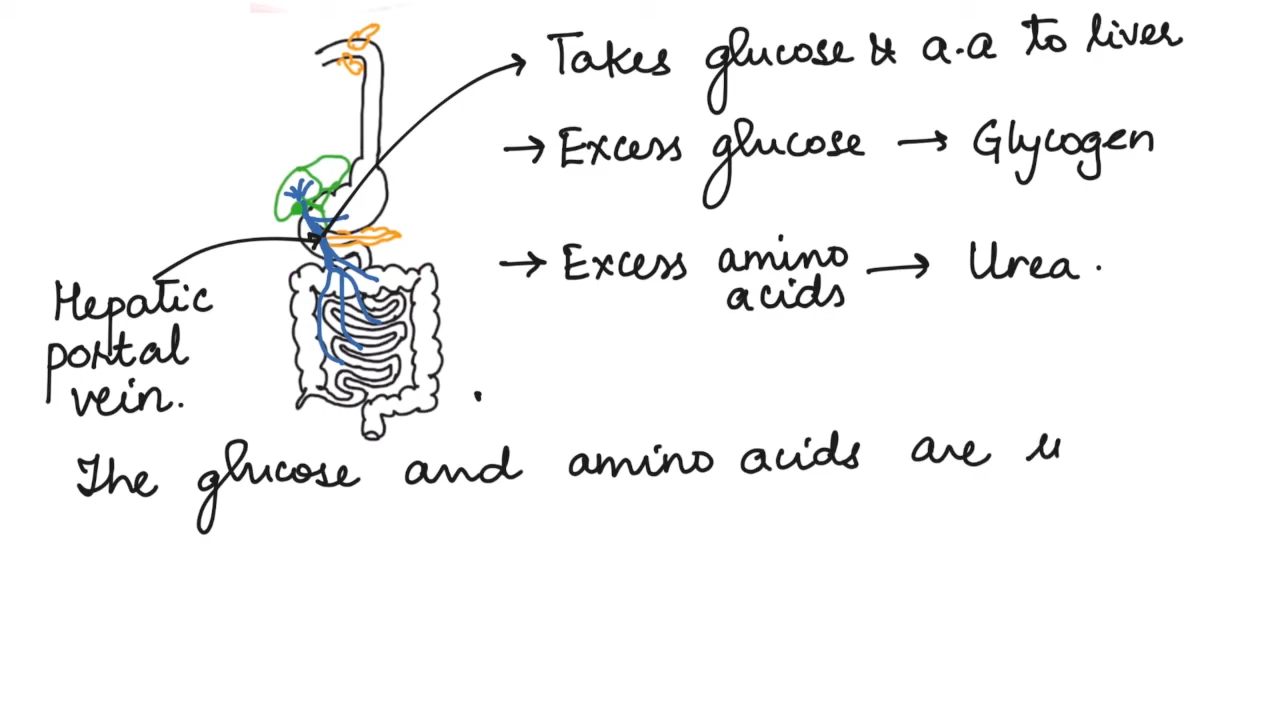 Takes glucose & a.a to liver
→ Excess glucose → Glycogen
→ Excess amino acids → Urea.
Hepatic
portal
vein.
The glucose and amino acids are u